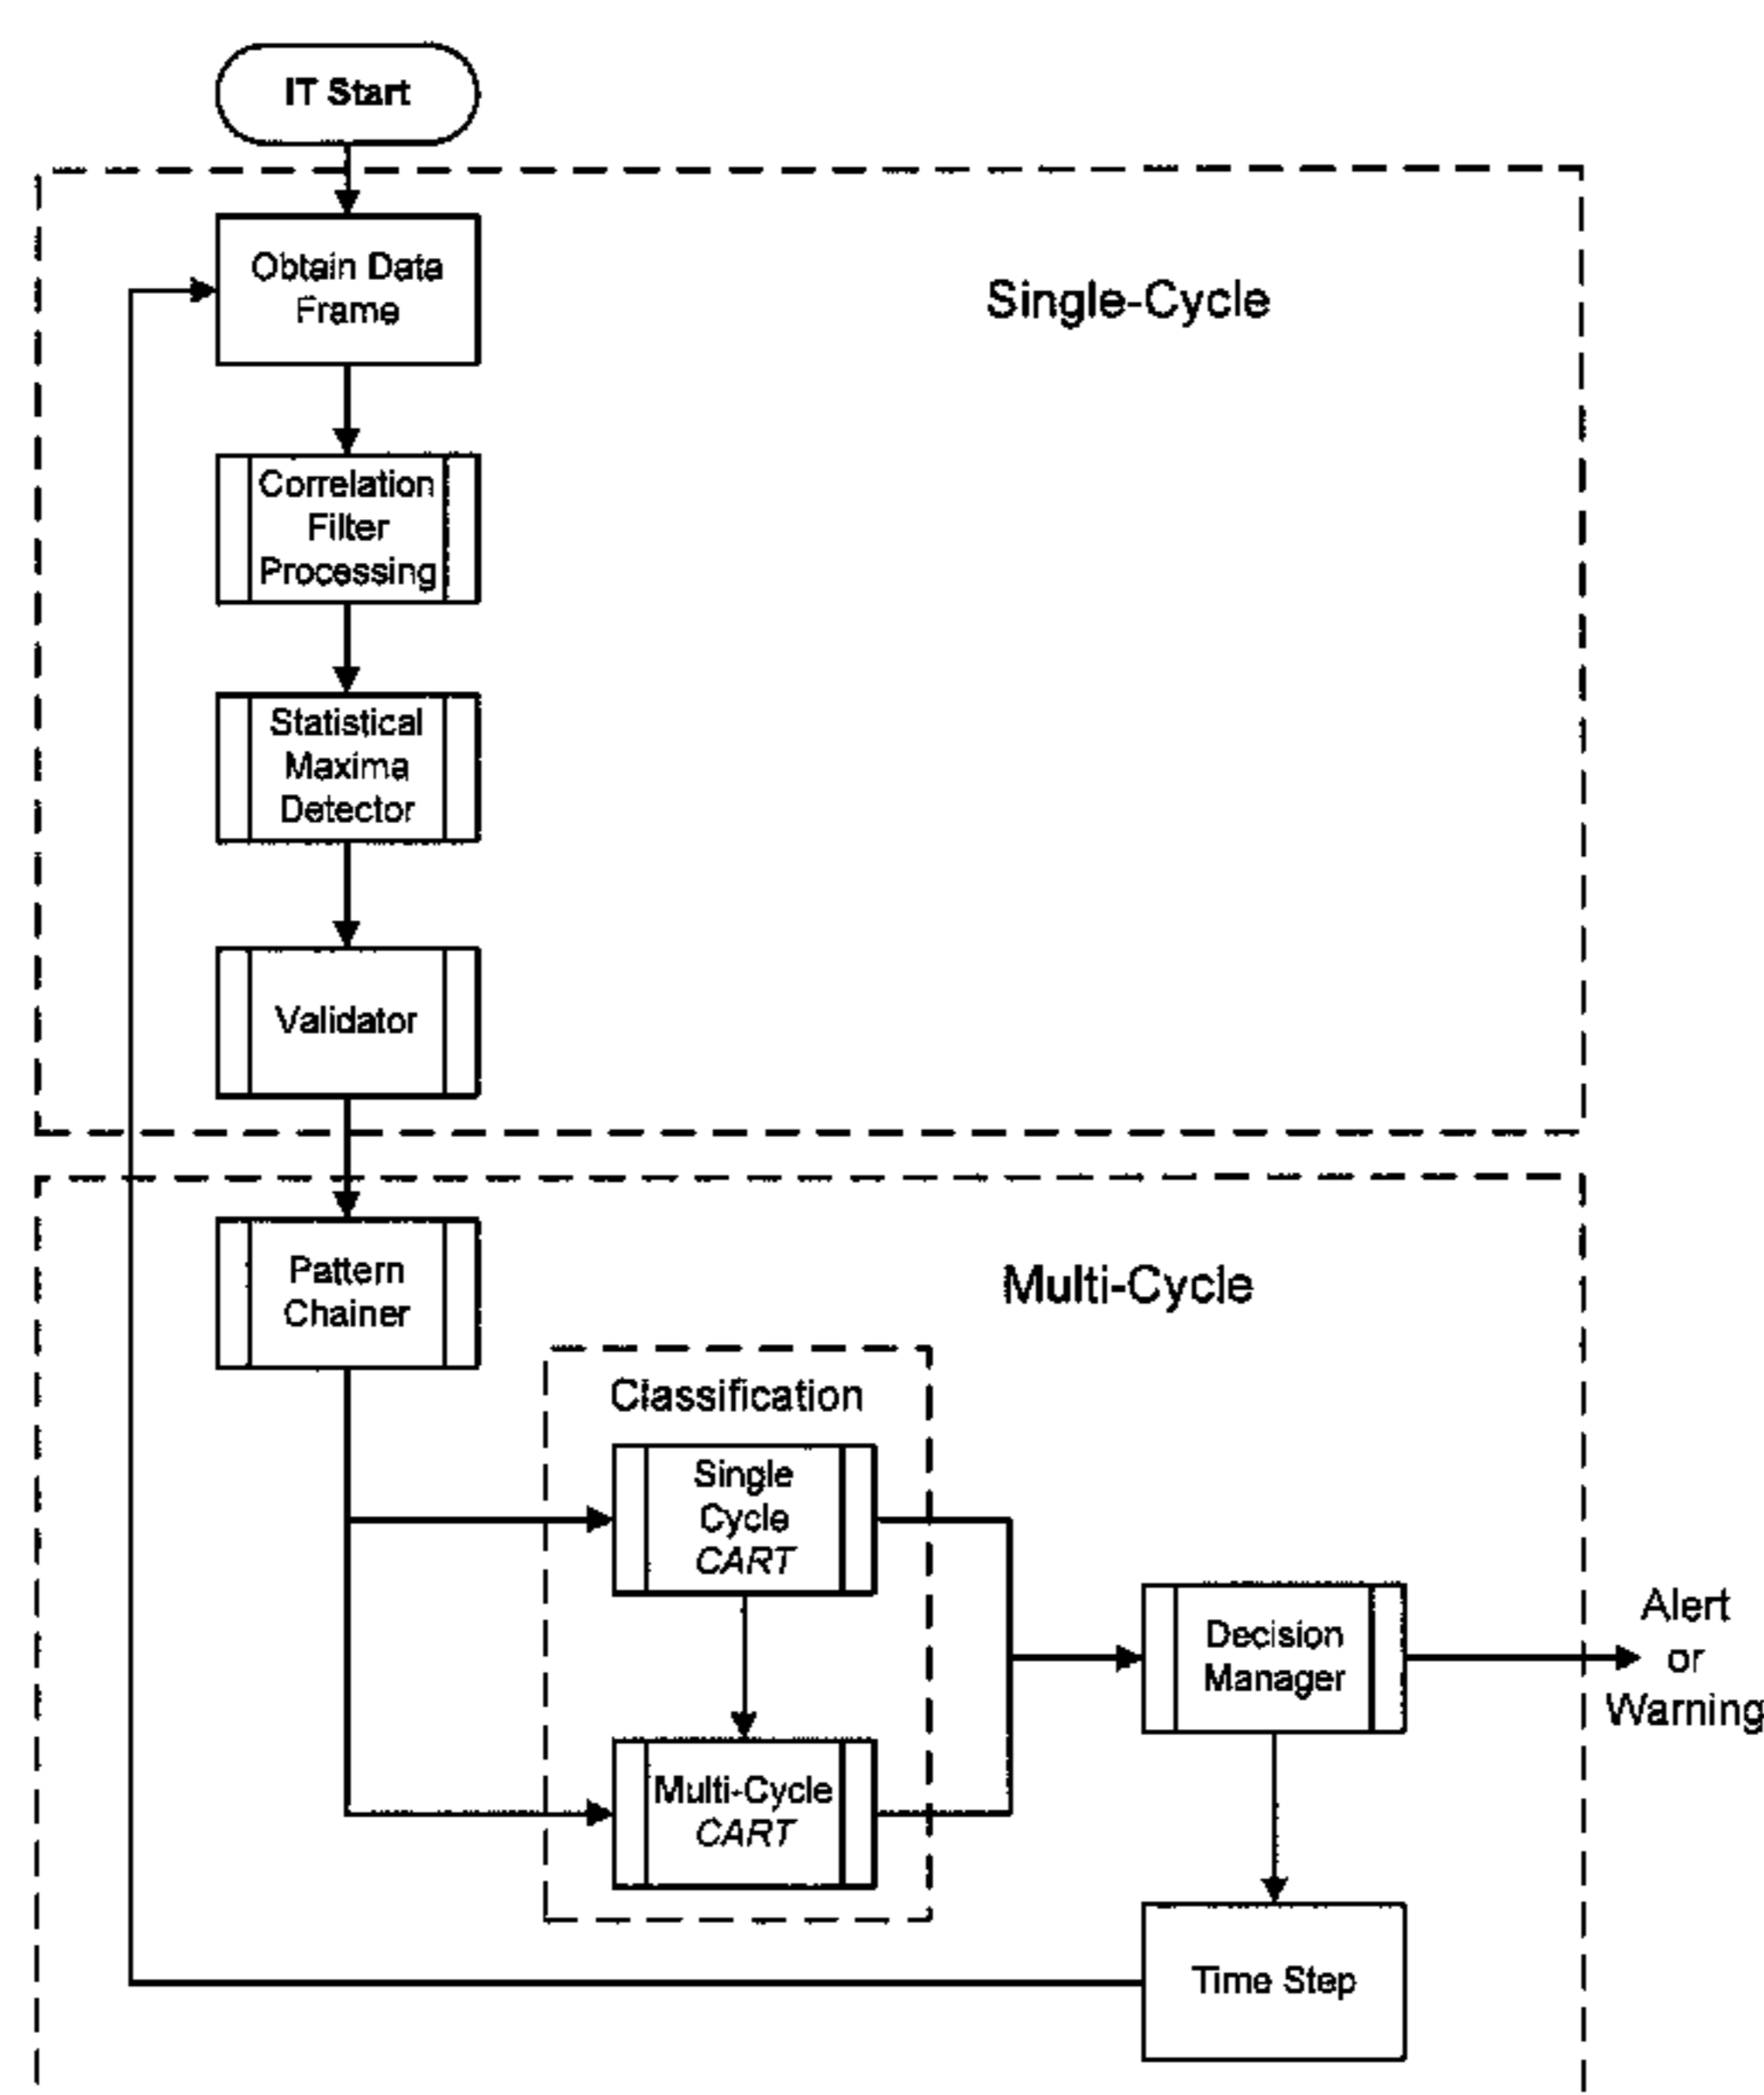 IT Start
Obtain Data
Frame
Single-Cycle
Correlation
Filter
Processing
Statistical
Maxima
Detector
Validator
Pattern
Chainer
Multi-Cycle
Classification
Single
Cycle
CART
Multi-Cycle
CART
Decision
Manager
Alert
or
Warning
Time Step